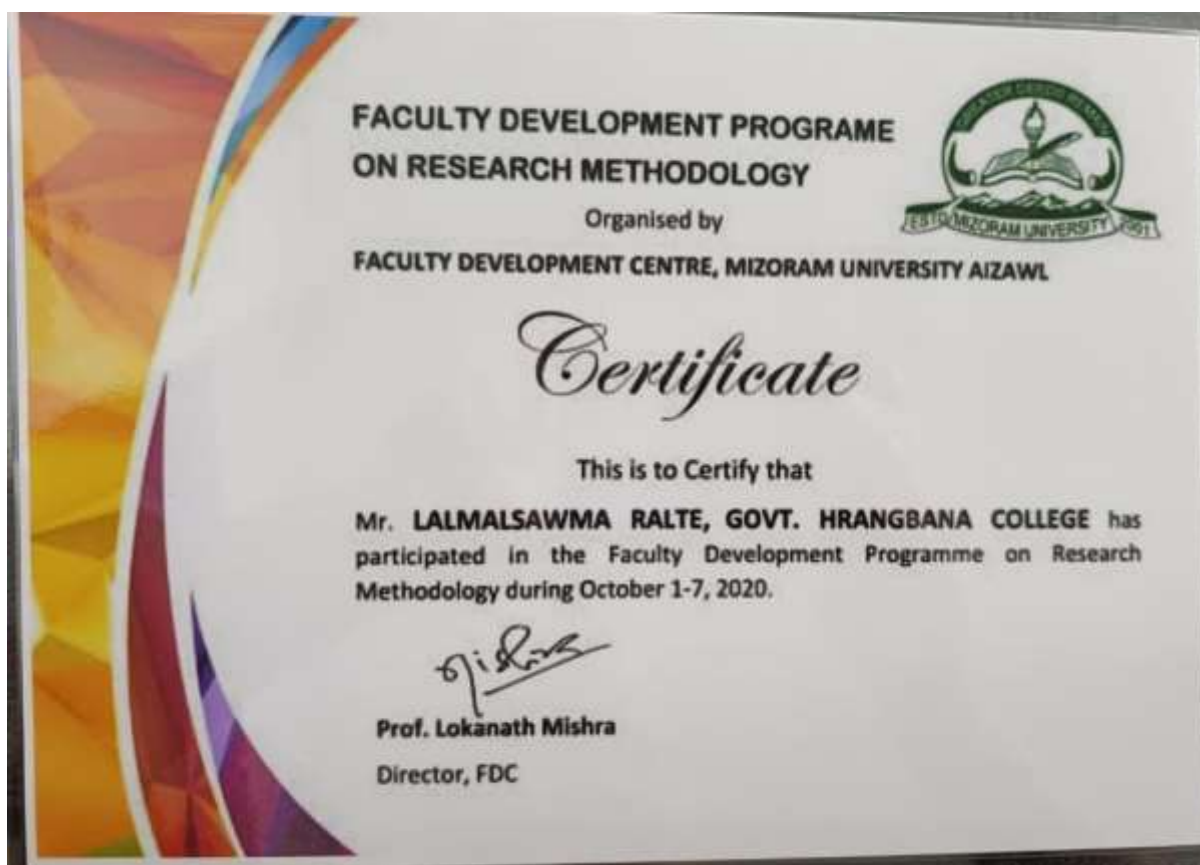 FACULTY DEVELOPMENT PROGRAME
ON RESEARCH METHODOLOGY
Organised by
FACULTY DEVELOPMENT CENTRE, MIZORAM UNIVERSITY AIZAWL
ESTD MIZORAM UNIVERSITY
Certificate
This is to Certify that
Mr. LALMALSAWMA RALTE, GOVT. HRANGBANA COLLEGE has
participated in the Faculty Development Programme on Research
Methodology during October 1-7, 2020.
Prof. Lokanath Mishra
Director, FDC